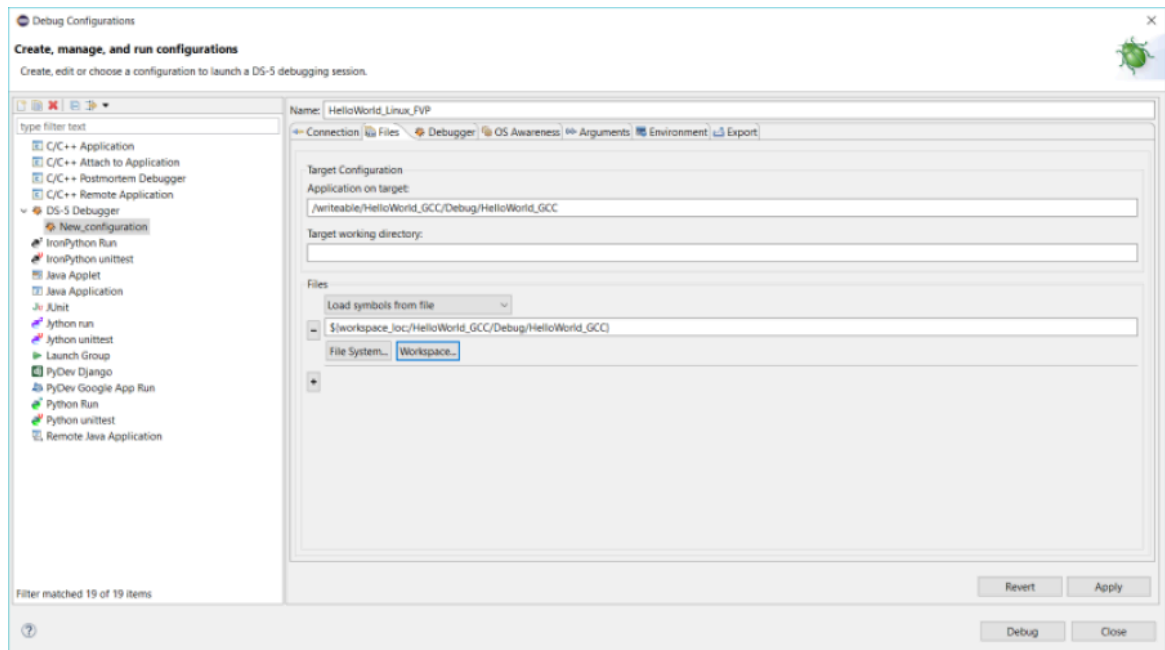 Debug Configurations
Create, manage, and run configurations
Create, edit or choose a configuration to launch a DS-5 debugging session.
type filter text
C/C++ Application
C/C++ Attach to Application
C/C++ Postmortem Debugger
C/C++ Remote Application
DS-5 Debugger
New_configuration
IronPython Run
IronPython unittest
Java Applet
Java Application
JUnit
Jython run
Jython unittest
Launch Group
PyDev Django
PyDev Google App Run
Python Run
Python unittest
Remote Java Application
Filter matched 19 of 19 items
Name: HelloWorld_Linux_FVP
Connection Files Debugger OS Awareness Arguments Environment Export
Target Configuration
Application on target:
/writeable/HelloWorld_GCC/Debug/HelloWorld_GCC
Target working directory:
Files
Load symbols from file
${workspace_loc:/HelloWorld_GCC/Debug/HelloWorld_GCC}
File System... Workspace...
Revert Apply
Debug Close